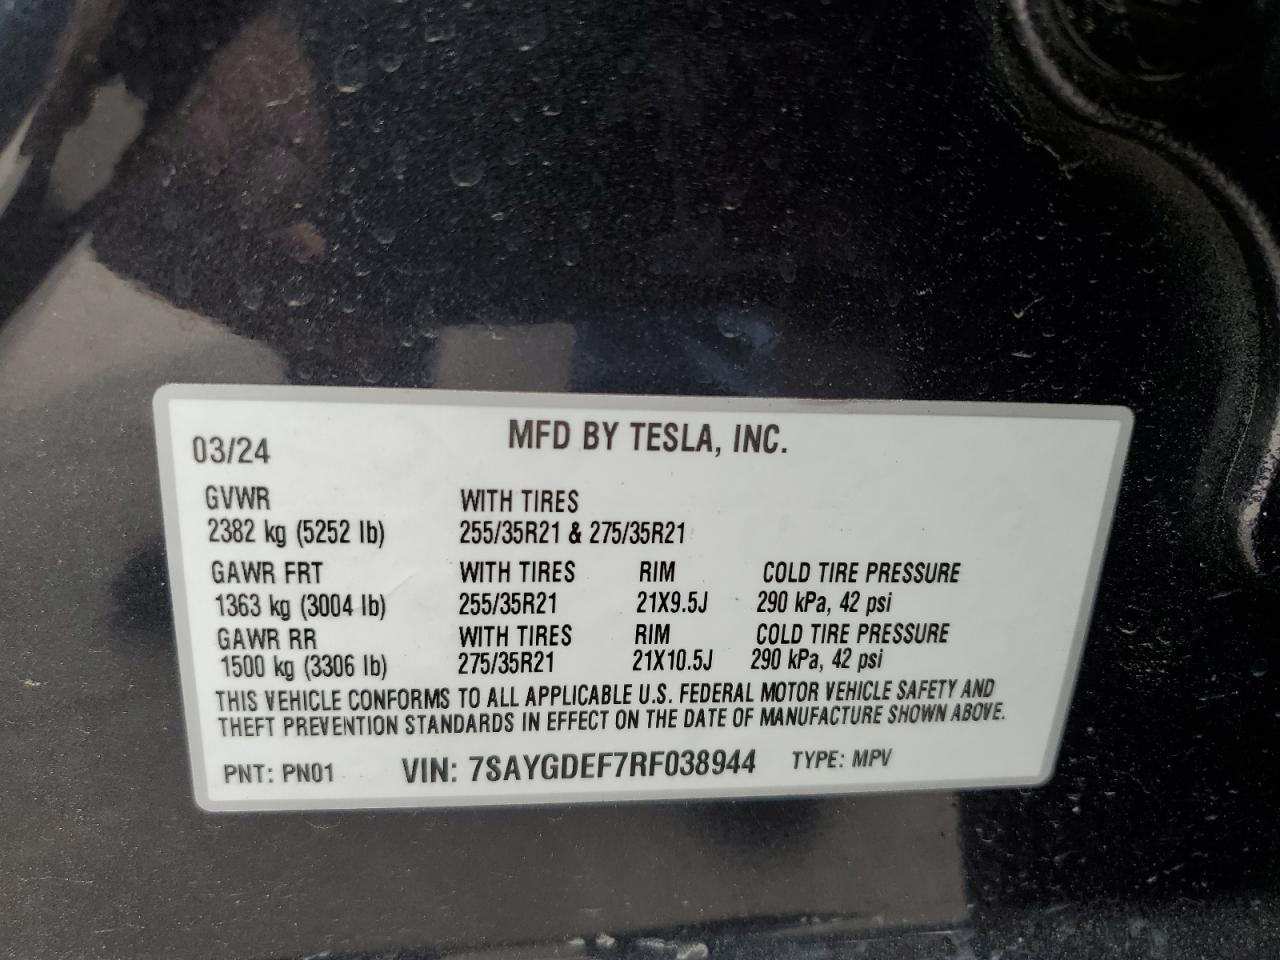 03/24 MFD BY TESLA, INC.
GVWR WITH TIRES
2382 kg (5252 lb) 255/35R21 & 275/35R21
GAWR FRT WITH TIRES RIM COLD TIRE PRESSURE
1363 kg (3004 lb) 255/35R21 21X9.5J 290 kPa, 42 psi
GAWR RR WITH TIRES RIM COLD TIRE PRESSURE
1500 kg (3306 lb) 275/35R21 21X10.5J 290 kPa, 42 psi
THIS VEHICLE CONFORMS TO ALL APPLICABLE U.S. FEDERAL MOTOR VEHICLE SAFETY AND
THEFT PREVENTION STANDARDS IN EFFECT ON THE DATE OF MANUFACTURE SHOWN ABOVE.
PNT: PN01 VIN: 7SAYGDEF7RF038944 TYPE: MPV